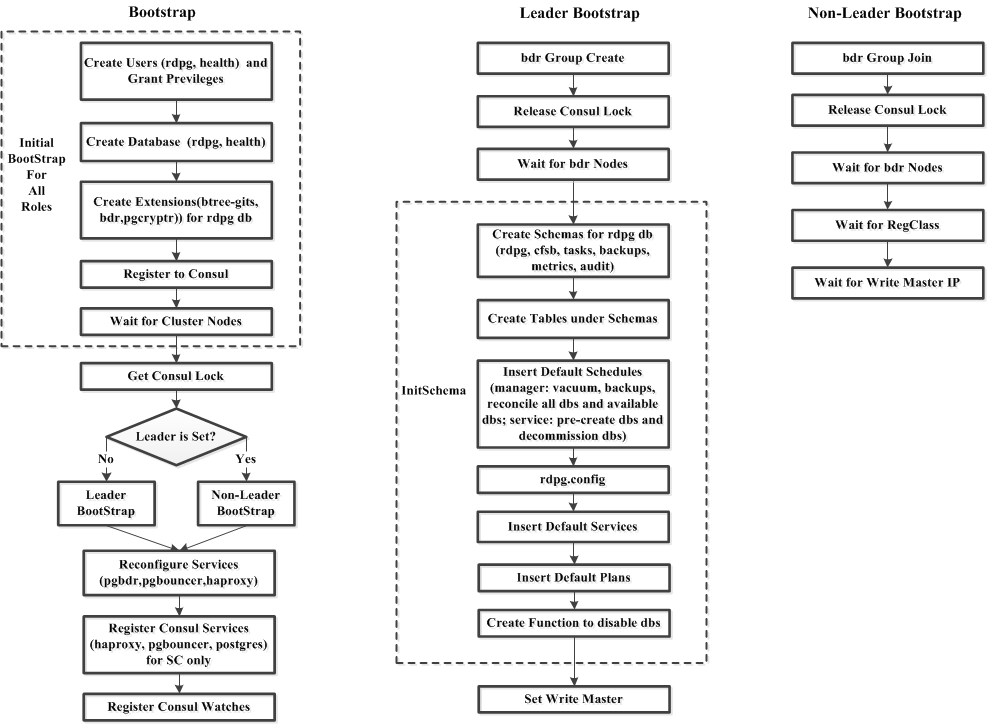 Bootstrap
Create Users (rdpg, health) and
Grant Previleges
Create Database (rdpg, health)
Initial
BootStrap
For
All
Roles
Create Extensions(btree-gits,
bdr,pgcryptr)) for rdpg db
Register to Consul
Wait for Cluster Nodes
Get Consul Lock
Leader is Set?
No
Yes
Leader
BootStrap
Non-Leader
BootStrap
Reconfigure Services
(pgbdr,pgbouncer,haproxy)
Register Consul Services
(haproxy, pgbouncer, postgres)
for SC only
Register Consul Watches
Leader Bootstrap
bdr Group Create
Release Consul Lock
Wait for bdr Nodes
Create Schemas for rdpg db
(rdpg, cfsb, tasks, backups,
metrics, audit)
Create Tables under Schemas
InitSchema
Insert Default Schedules
(manager: vacuum, backups,
reconcile all dbs and available
dbs; service: pre-create dbs and
decommission dbs)
rdpg.config
Insert Default Services
Insert Default Plans
Create Function to disable dbs
Set Write Master
Non-Leader Bootstrap
bdr Group Join
Release Consul Lock
Wait for bdr Nodes
Wait for RegClass
Wait for Write Master IP